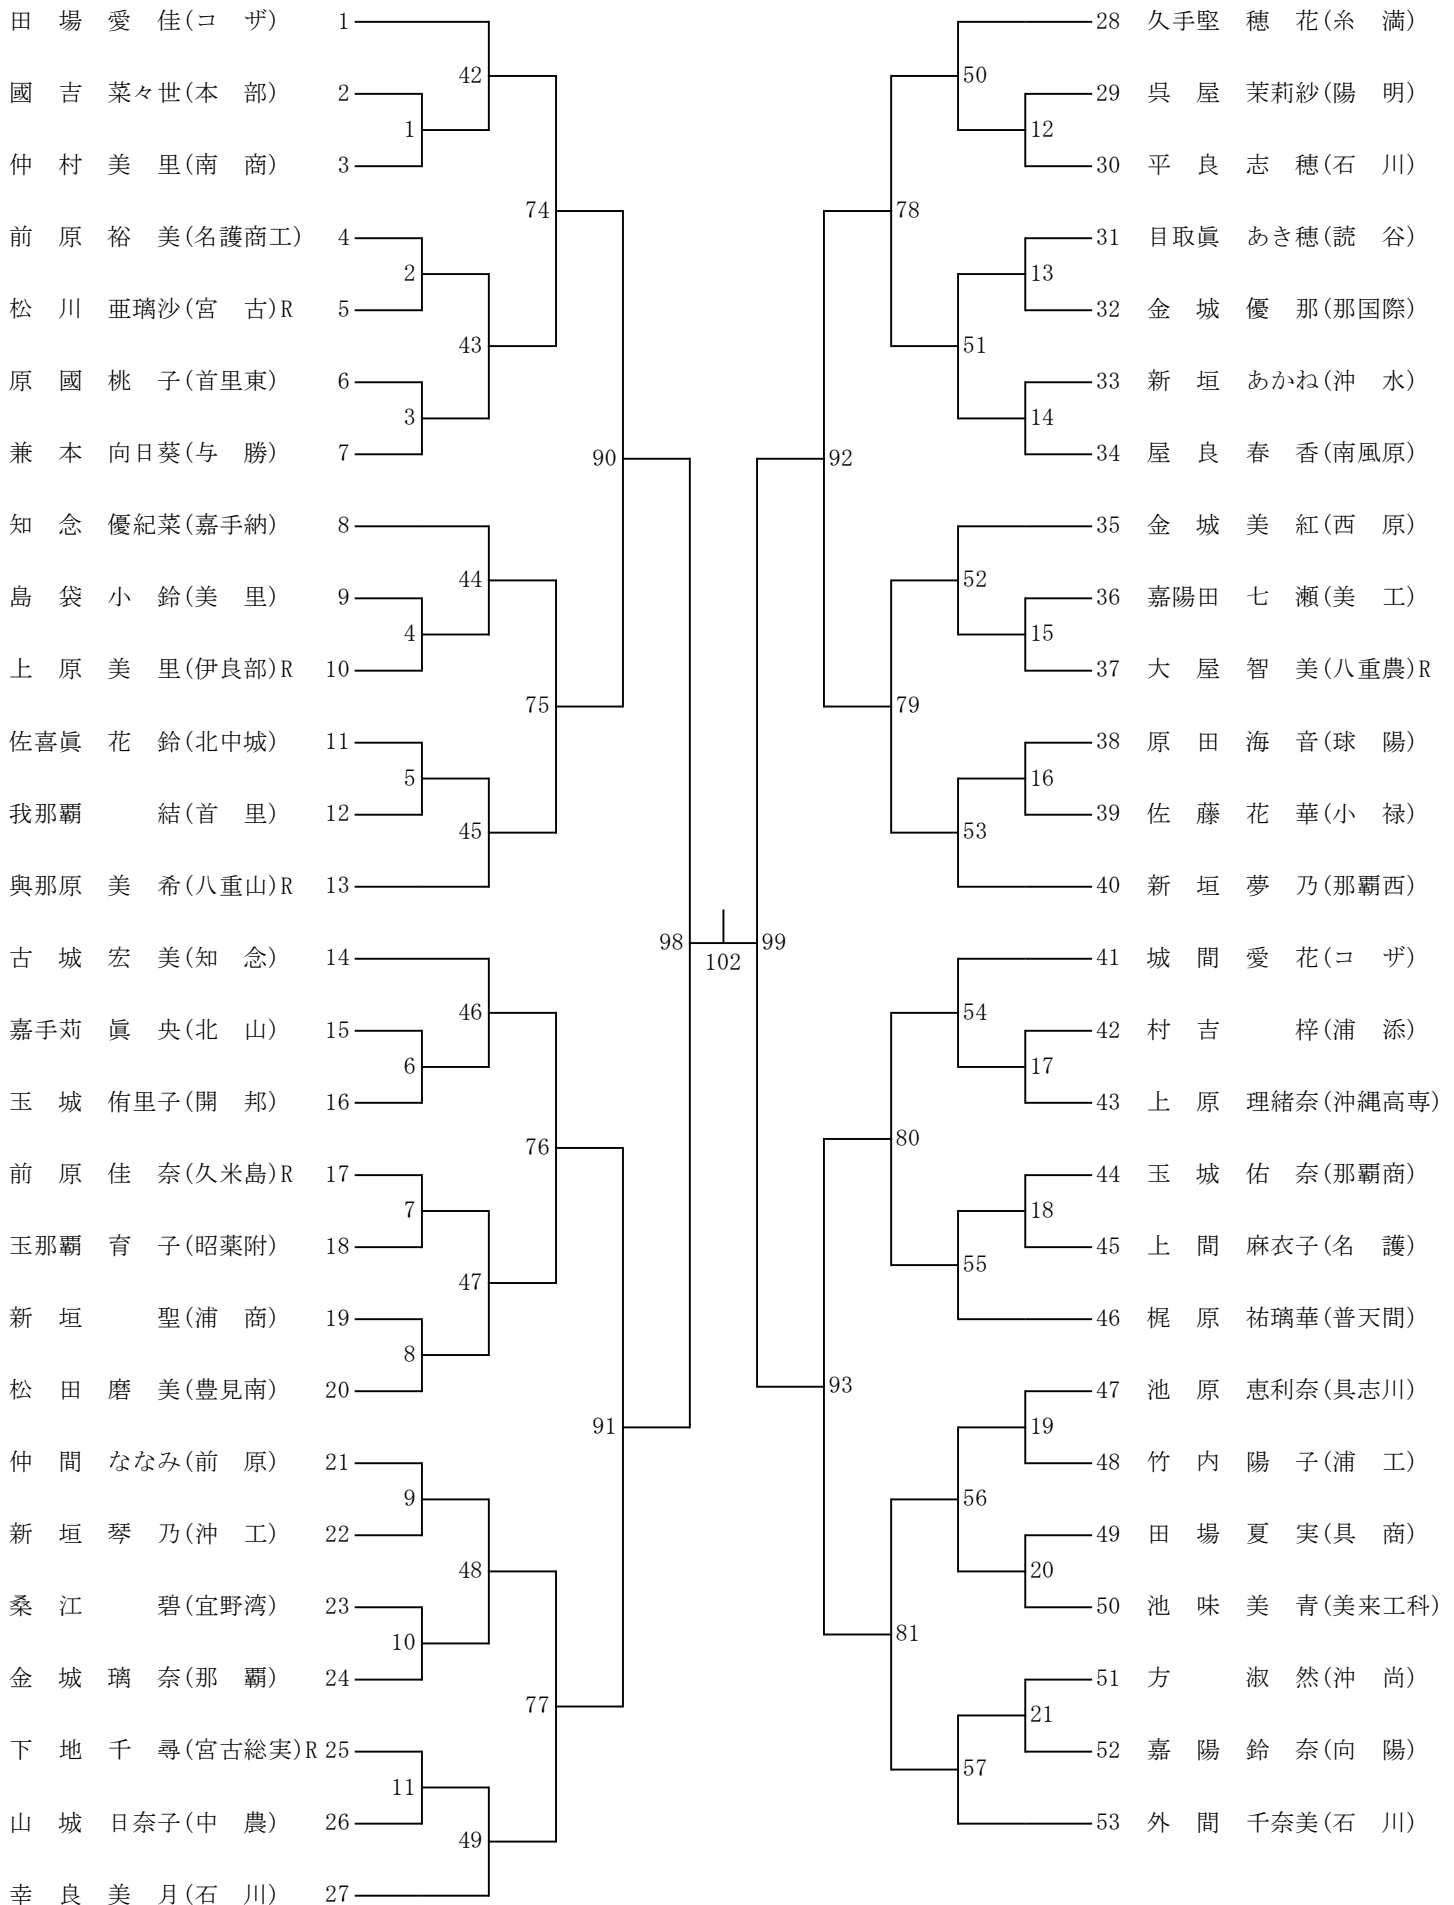 田　場　愛　佳(コ　ザ)　1
國　吉　菜々世(本　部)　2
仲　村　美　里(南　商)　3
前　原　裕　美(名護商工)　4
松　川　亜璃沙(宮　古)R　5
原　國　桃　子(首里東)　6
兼　本　向日葵(与　勝)　7
知　念　優紀菜(嘉手納)　8
島　袋　小　鈴(美　里)　9
上　原　美　里(伊良部)R　10
佐喜眞　花　鈴(北中城)　11
我那覇　　　結(首　里)　12
與那原　美　希(八重山)R　13
古　城　宏　美(知　念)　14
嘉手苅　眞　央(北　山)　15
玉　城　侑里子(開　邦)　16
前　原　佳　奈(久米島)R　17
玉那覇　育　子(昭薬附)　18
新　垣　　　聖(浦　商)　19
松　田　磨　美(豊見南)　20
仲　間　ななみ(前　原)　21
新　垣　琴　乃(沖　工)　22
桑　江　　　碧(宜野湾)　23
金　城　璃　奈(那　覇)　24
下　地　千　尋(宮古総実)R　25
山　城　日奈子(中　農)　26
幸　良　美　月(石　川)　27
1
2
3
4
5
6
7
8
9
10
11
42
43
44
45
46
47
48
49
74
75
76
77
90
91
98
102
99
92
93
78
79
80
81
50
51
52
53
54
55
56
57
12
13
14
15
16
17
18
19
20
21
28　久手堅　穂　花(糸　満)
29　呉　屋　茉莉紗(陽　明)
30　平　良　志　穂(石　川)
31　目取眞　あき穂(読　谷)
32　金　城　優　那(那国際)
33　新　垣　あかね(沖　水)
34　屋　良　春　香(南風原)
35　金　城　美　紅(西　原)
36　嘉陽田　七　瀬(美　工)
37　大　屋　智　美(八重農)R
38　原　田　海　音(球　陽)
39　佐　藤　花　華(小　禄)
40　新　垣　夢　乃(那覇西)
41　城　間　愛　花(コ　ザ)
42　村　吉　　　梓(浦　添)
43　上　原　理緒奈(沖縄高専)
44　玉　城　佑　奈(那覇商)
45　上　間　麻衣子(名　護)
46　梶　原　祐璃華(普天間)
47　池　原　恵利奈(具志川)
48　竹　内　陽　子(浦　工)
49　田　場　夏　実(具　商)
50　池　味　美　青(美来工科)
51　方　　　淑　然(沖　尚)
52　嘉　陽　鈴　奈(向　陽)
53　外　間　千奈美(石　川)